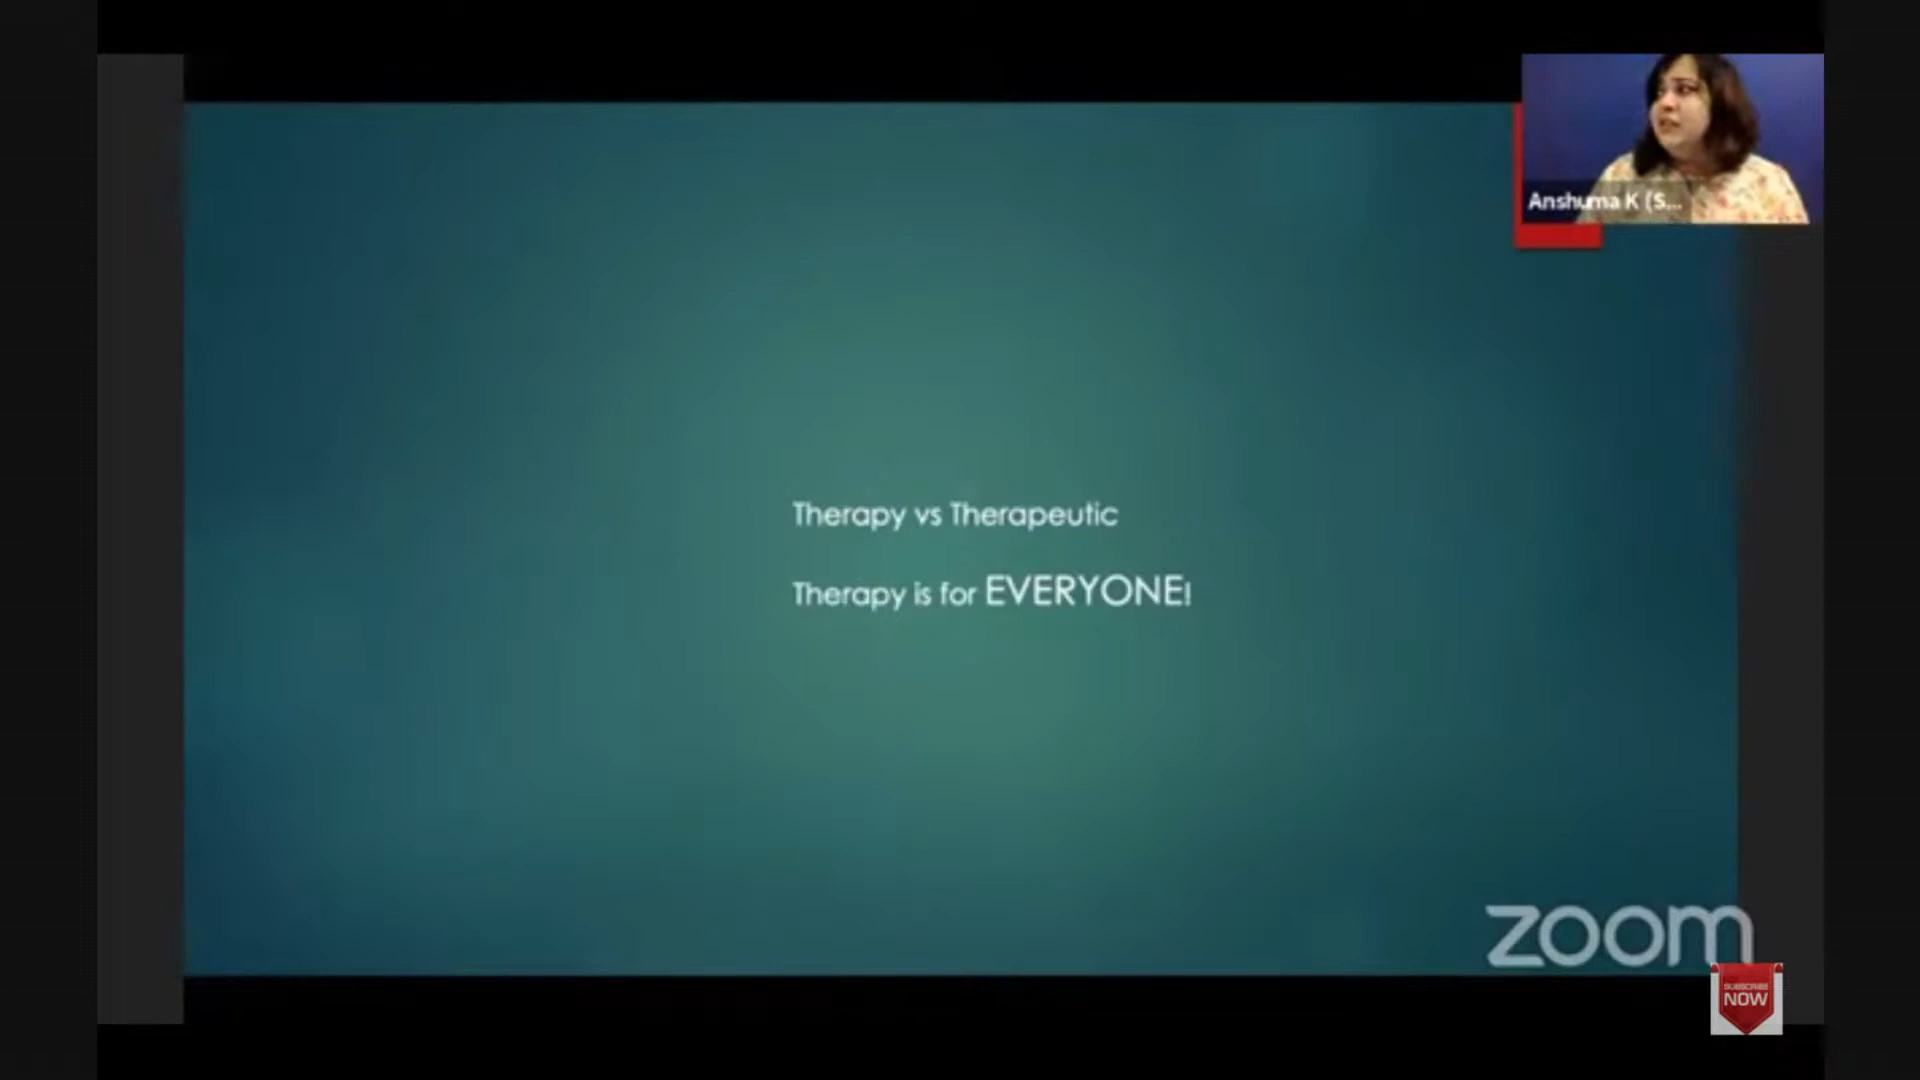 Anshuma K (S...
Therapy vs Therapeutic
Therapy is for EVERYONE!
zoom
SUBSCRIBE
NOW